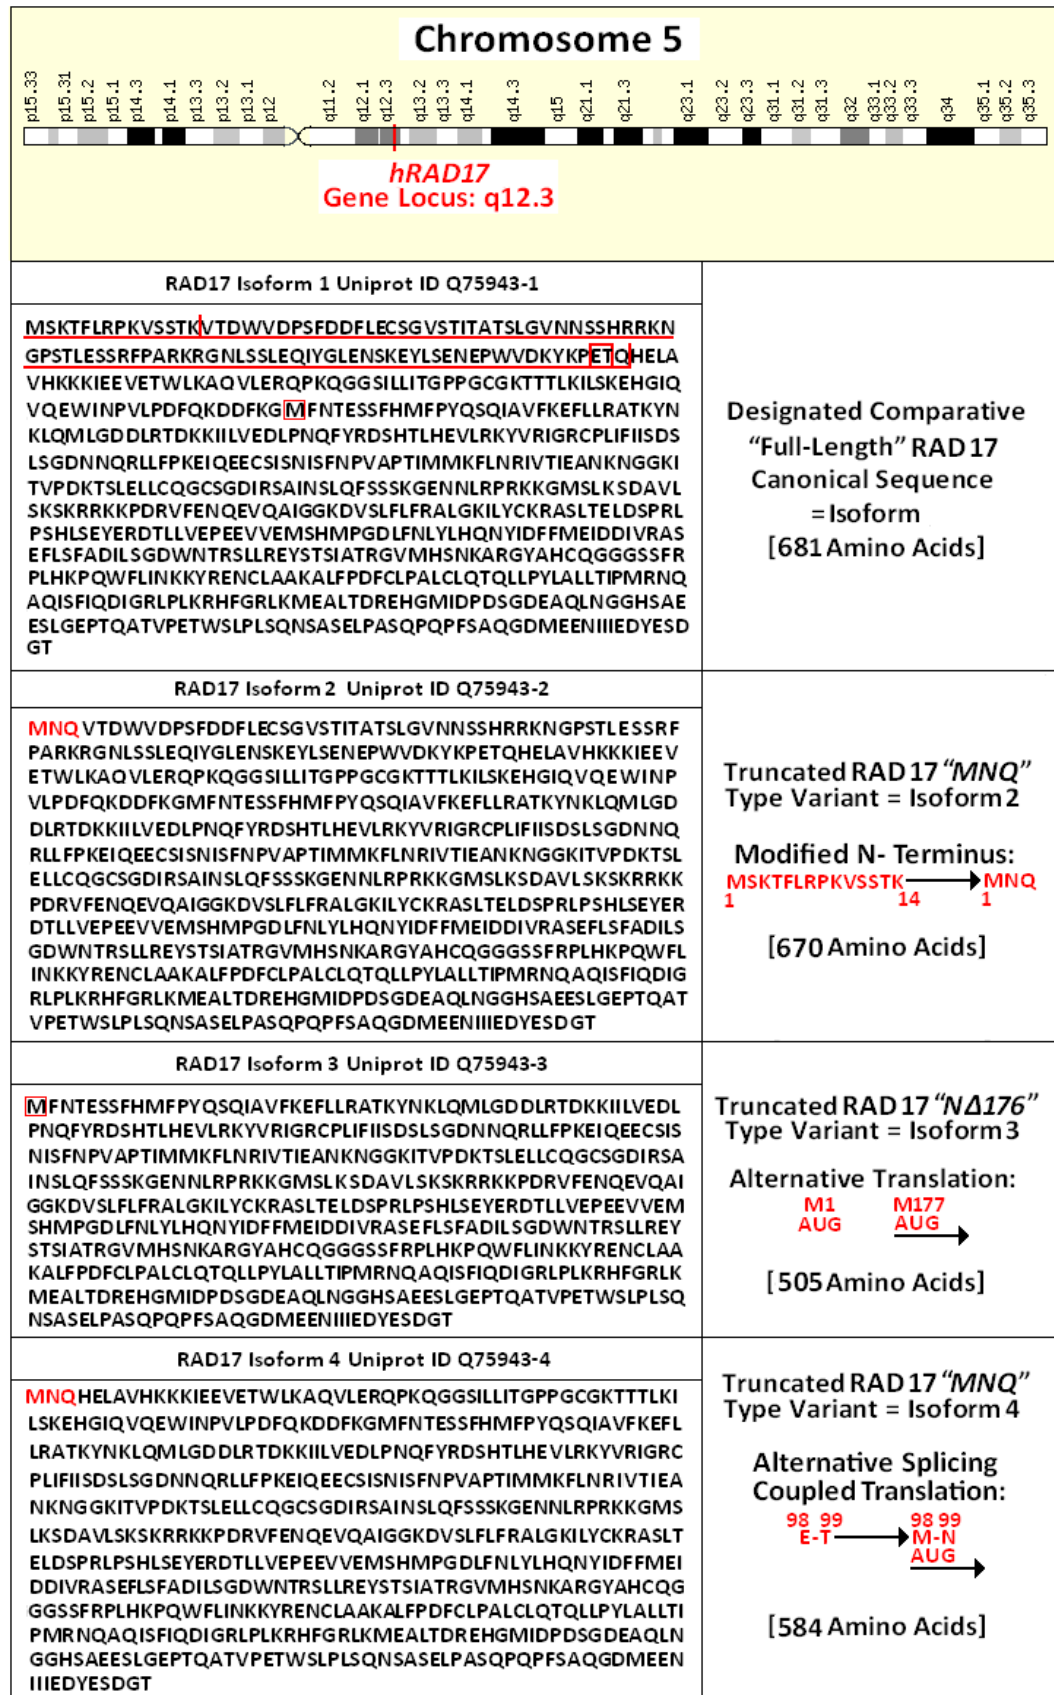 Chromosome 5
p15.33 p15.31 p15.2 p15.1 p14.3 p14.1 p13.3 p13.2 p13.1 p12 q11.2 q12.1 q12.3 q13.2 q13.3 q14.1 q14.3 q15 q21.1 q21.3 q23.1 q23.2 q23.3 q31.1 q31.2 q31.3 q32 q33.1 q33.2 q33.3 q34 q35.1 q35.2 q35.3
hRAD17
Gene Locus: q12.3
RAD17 Isoform 1 Uniprot ID Q75943-1
MSKTFLRPKVSSTKVTDWVDPSFDDFLECSGVSTITATSLGVNNSSHRRKN
GPSTLESSRFPARKRGNLSSLEQIYGLENSKEYLSENEPWVDKYKPETQHELA
VHKKKIEEVETWLKAQVLERQPKQGGSILLITGPPGCGKTTTLKILSKEHGIQ
VQEWINPVLPDFQKDDFKGMFNTESSFHMFPYQSQIAVFKEFLLRATKYN
KLQMLGDDLRTDKKIILVEDLPNQFYRDSHTLHEVLRKYVRIGRCPLIFIISDS
LSGDNNQRLLFPKEIQEECSISNISFNPVAPTIMMKFLNRIVTIEANKNGGKI
TVPDKTSLELLCQGCSGDIRSAINSLQFSSSKGENNLRPRKKGMSLKSDAVL
SKSKRRKKPDRVFENQEVQAIGGKDVSLFLFRALGKILYCKRASLTELDSPRL
PSHLSEYERDTLLVEPEEVVEMSHMPGDLFNLYLHQNYIDFFMEIDDIVRAS
EFLSFADILSGDWNTRSLLREYSTSIATRGVMHSNKARGYAHCQGGGSSFR
PLHKPQWFLINKKYRENCLAAKALFPDFCLPALCLQTQLLPYLALLTIPMRNQ
AQISFIQDIGRLPLKRHFGRLKMEALTDREHGMIDPDSGDEAQLNGGHSAE
ESLGEPTQATVPETWSLPLSQNSASELPASQPQPFSAQGDMEENIIIEDYESD
GT
Designated Comparative
“Full-Length” RAD17
Canonical Sequence
=Isoform
[681 Amino Acids]
RAD17 Isoform 2 Uniprot ID Q75943-2
MNQVTDWVDPSFDDFLECSGVSTITATSLGVNNSSHRRKNGPSTLESSRF
PARKRGNLSSLEQIYGLENSKEYLSENEPWVDKYKPETQHELAVHKKKIEEV
ETWLKAQVLERQPKQGGSILLITGPPGCGKTTTLKILSKEHGIQVQEWINP
VLPDFQKDDFKGMFNTESSFHMFPYQSQIAVFKEFLLRATKYNKLQMLGD
DLRTDKKIILVEDLPNQFYRDSHTLHEVLRKYVRIGRCPLIFIISDSLSGDNNQ
RLLFPKEIQEECSISNISFNPVAPTIMMKFLNRIVTIEANKNGGKITVPDKTSL
ELLCQGCSGDIRSAINSLQFSSSKGENNLRPRKKGMSLKSDAVLSKSKRRKK
PDRVFENQEVQAIGGKDVSLFLFRALGKILYCKRASLTELDSPRLPSHLSEYER
DTLLVEPEEVVEMSHMPGDLFNLYLHQNYIDFFMEIDDIVRASEFLSFADILS
GDWNTRSLLREYSTSIATRGVMHSNKARGYAHCQGGGSSFRPLHKPQWFL
INKKYRENCLAAKALFPDFCLPALCLQTQLLPYLALLTIPMRNQAQISFIQDIG
RLPLKRHFGRLKMEALTDREHGMIDPDSGDEAQLNGGHSAEESLGEPTQAT
VPETWSLPLSQNSASELPASQPQPFSAQGDMEENIIIEDYESDGT
Truncated RAD17 “MNQ”
Type Variant = Isoform 2
Modified N- Terminus:
MSKTFLRPKVSSTK MNQ
1 14 1
[670 Amino Acids]
RAD17 Isoform 3 Uniprot ID Q75943-3
MFNTESSFHMFPYQSQIAVFKEFLLRATKYNKLQMLGDDLRTDKKIILVEDL
PNQFYRDSHTLHEVLRKYVRIGRCPLIFIISDSLSGDNNQRLLFPKEIQEECSIS
NISFNPVAPTIMMKFLNRIVTIEANKNGGKITVPDKTSLELLCQGCSGDIRSA
INSLQFSSSKGENNLRPRKKGMSLKSDAVLSKSKRRKKPDRVFENQEVQAI
GGKDVSLFLFRALGKILYCKRASLTELDSPRLPSHLSEYERDTLLVEPEEVVEM
SHMPGDLFNLYLHQNYIDFFMEIDDIVRASEFLSFADILSGDWNTRSLLREY
STSIATRGVMHSNKARGYAHCQGGGSSFRPLHKPQWFLINKKYRENCLAA
KALFPDFCLPALCLQTQLLPYLALLTIPMRNQAQISFIQDIGRLPLKRHFGRLK
MEALTDREHGMIDPDSGDEAQLNGGHSAEESLGEPTQATVPETWSLPLSQ
NSASELPASQPQPFSAQGDMEENIIIEDYESDGT
Truncated RAD17 “NΔ176”
Type Variant = Isoform 3
Alternative Translation:
M1 M177
AUG AUG
[505 Amino Acids]
RAD17 Isoform 4 Uniprot ID Q75943-4
MNQHELAVHKKKIEEVETWLKAQVLERQPKQGGSILLITGPPGCGKTTTLKI
LSKEHGIQVQEWINPVLPDFQKDDFKGMFNTESSFHMFPYQSQIAVFKEFL
LRATKYNKLQMLGDDLRTDKKIILVEDLPNQFYRDSHTLHEVLRKYVRIGRC
PLIFIISDSLSGDNNQRLLFPKEIQEECSISNISFNPVAPTIMMKFLNRIVTIEA
NKNGGKITVPDKTSLELLCQGCSGDIRSAINSLQFSSSKGENNLRPRKKGMS
LKSDAVLSKSKRRKKPDRVFENQEVQAIGGKDVSLFLFRALGKILYCKRASLT
ELDSPRLPSHLSEYERDTLLVEPEEVVEMSHMPGDLFNLYLHQNYIDFFMEI
DDIVRASEFLSFADILSGDWNTRSLLREYSTSIATRGVMHSNKARGYAHCQG
GGSSFRPLHKPQWFLINKKYRENCLAAKALFPDFCLPALCLQTQLLPYLALLTI
PMRNQAQISFIQDIGRLPLKRHFGRLKMEALTDREHGMIDPDSGDEAQLN
GGHSAEESLGEPTQATVPETWSLPLSQNSASELPASQPQPFSAQGDMEEN
IIIEDYESDGT
Truncated RAD17 “MNQ”
Type Variant = Isoform 4
Alternative Splicing
Coupled Translation:
98 99 98 99
E-T M-N
AUG
[584 Amino Acids]